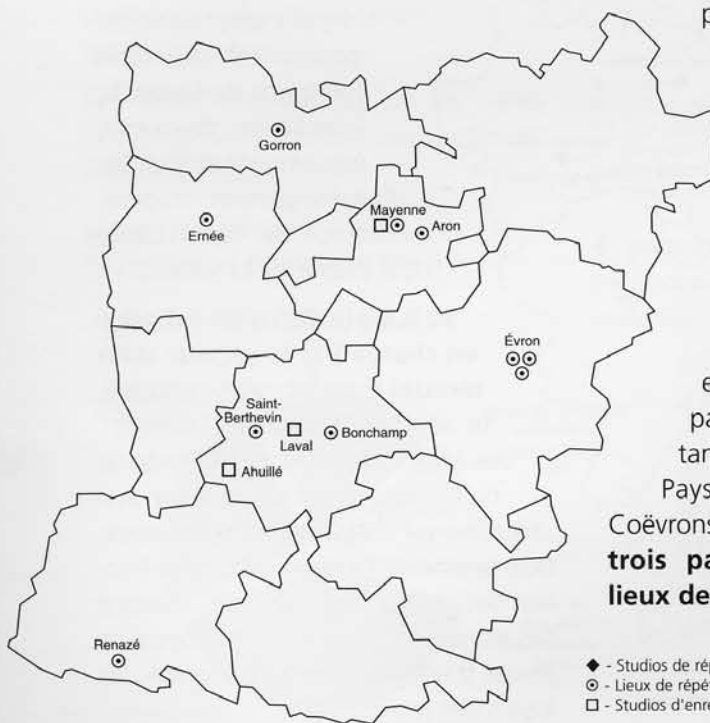 p
Gorron
Ernée
Mayenne
Aron
Évron
Saint-
Berthevin
Laval
Bonchamp
Ahuillé
Renazé
e
pa
tan
Pays
Coëvrons
trois pa
lieux de
◆ - Studios de rép
⊙ - Lieux de répét
□ - Studios d'enre